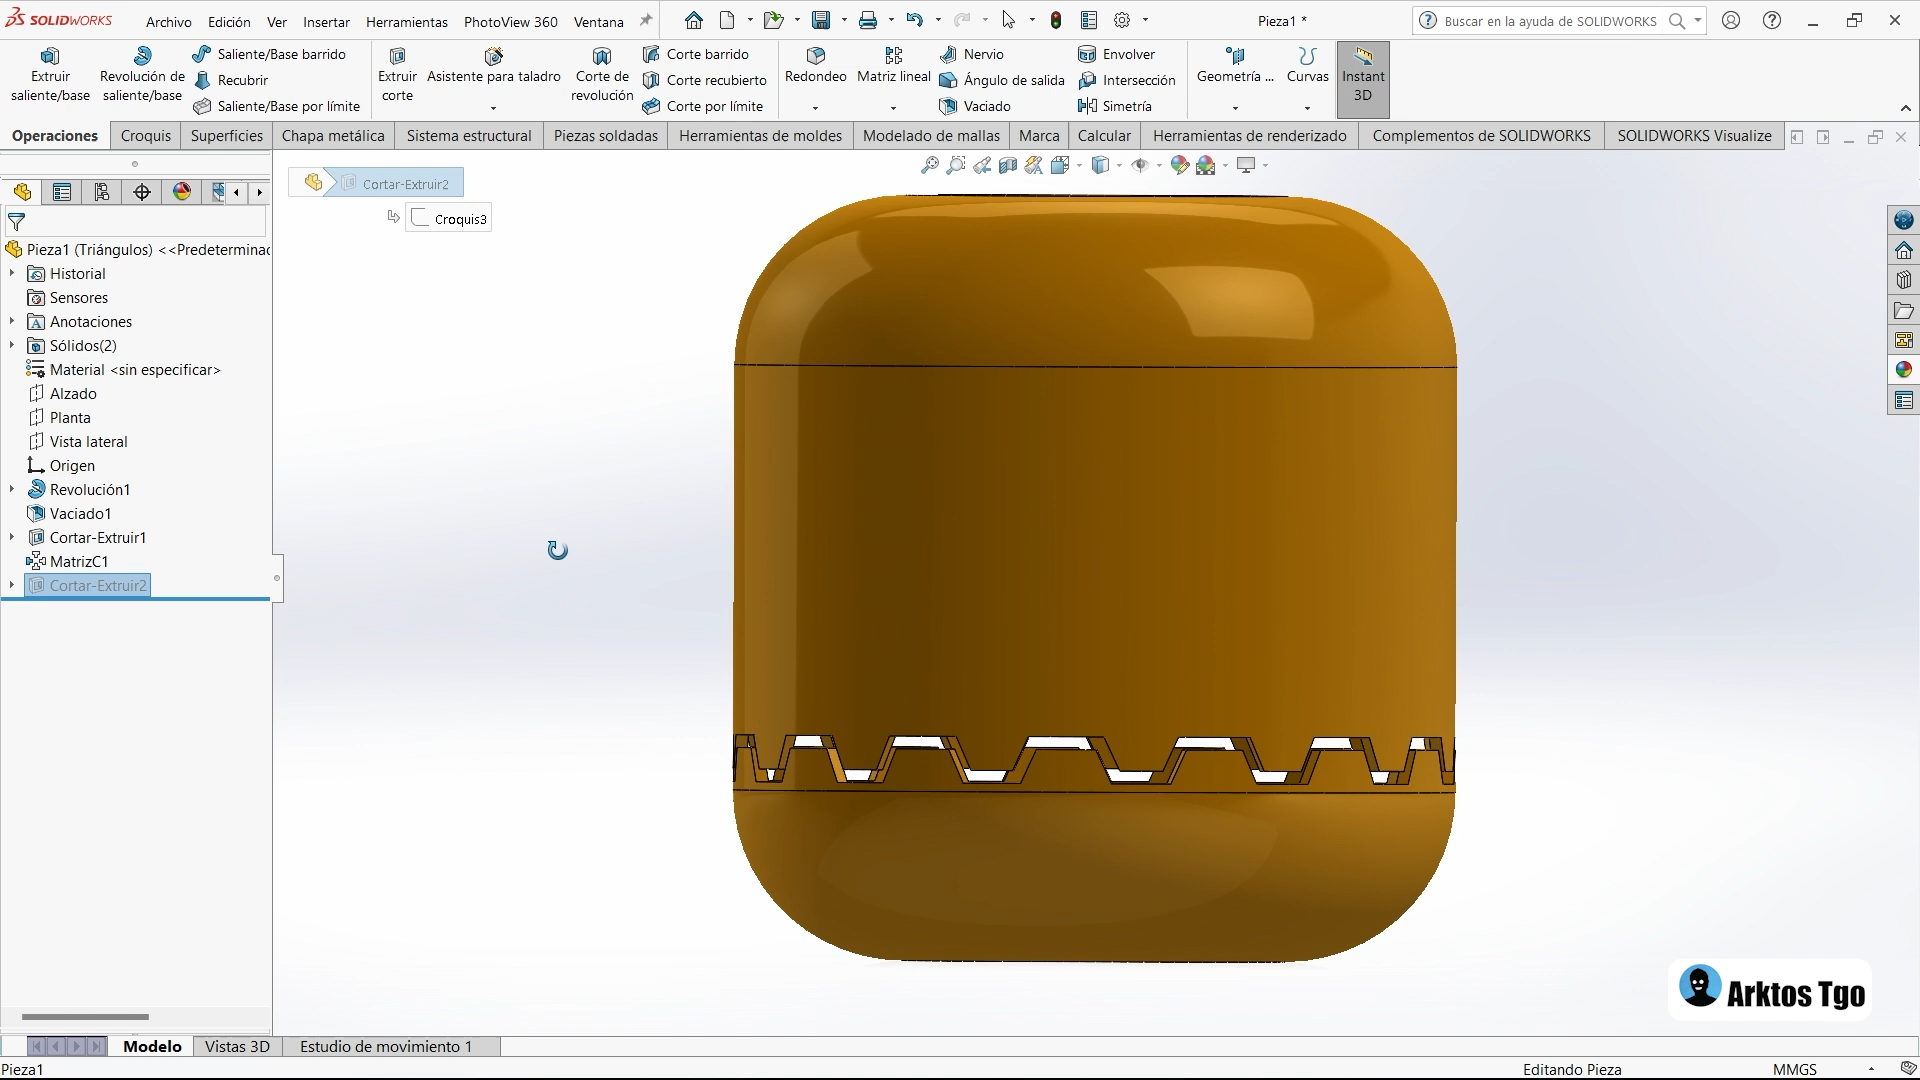 SOLIDWORKS
Archivo Edición Ver Insertar Herramientas PhotoView 360 Ventana
Pieza1 *
Buscar en la ayuda de SOLIDWORKS
Extruir saliente/base
Revolución de saliente/base
Saliente/Base barrido
Recubrir
Saliente/Base por límite
Extruir corte
Asistente para taladro
Corte de revolución
Corte barrido
Corte recubierto
Corte por límite
Redondeo
Matriz lineal
Nervio
Ángulo de salida
Vaciado
Envolver
Intersección
Simetría
Geometría ...
Curvas
Instant 3D
Operaciones Croquis Superficies Chapa metálica Sistema estructural Piezas soldadas Herramientas de moldes Modelado de mallas Marca Calcular Herramientas de renderizado Complementos de SOLIDWORKS SOLIDWORKS Visualize
Cortar-Extruir2
Croquis3
Pieza1 (Triángulos) <<Predeterminac
Historial
Sensores
Anotaciones
Sólidos(2)
Material <sin especificar>
Alzado
Planta
Vista lateral
Origen
Revolución1
Vaciado1
Cortar-Extruir1
MatrizC1
Cortar-Extruir2
Arktos Tgo
Modelo Vistas 3D Estudio de movimiento 1
Pieza1
Editando Pieza
MMGS